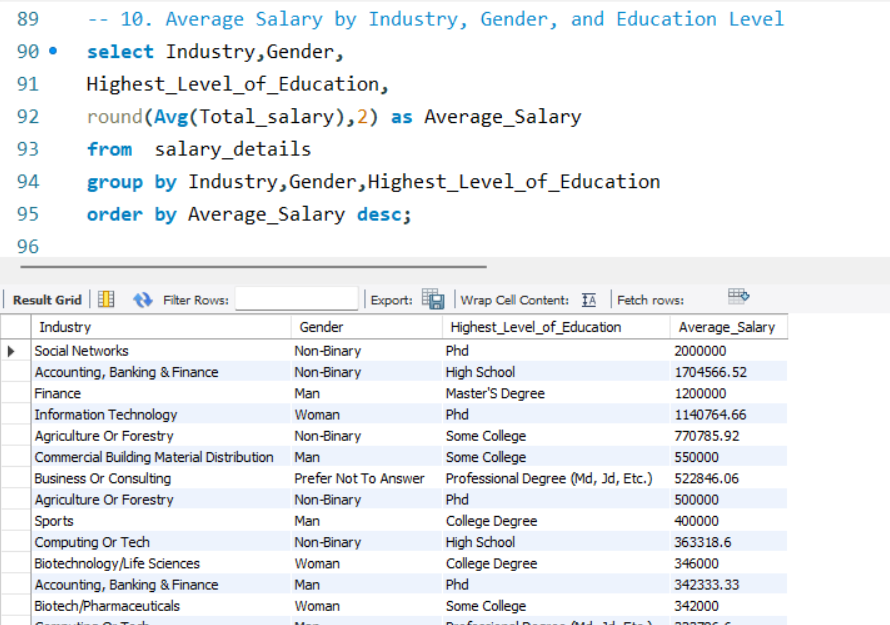 89 -- 10. Average Salary by Industry, Gender, and Education Level
90 select Industry,Gender,
91 Highest_Level_of_Education,
92 round(Avg(Total_salary),2) as Average_Salary
93 from salary_details
94 group by Industry,Gender,Highest_Level_of_Education
95 order by Average_Salary desc;
96
Result Grid Filter Rows: Export: Wrap Cell Content: IA Fetch rows:
Industry Gender Highest_Level_of_Education Average_Salary
Social Networks Non-Binary Phd 2000000
Accounting, Banking & Finance Non-Binary High School 1704566.52
Finance Man Master'S Degree 1200000
Information Technology Woman Phd 1140764.66
Agriculture Or Forestry Non-Binary Some College 770785.92
Commercial Building Material Distribution Man Some College 550000
Business Or Consulting Prefer Not To Answer Professional Degree (Md, Jd, Etc.) 522846.06
Agriculture Or Forestry Non-Binary Phd 500000
Sports Man College Degree 400000
Computing Or Tech Non-Binary High School 363318.6
Biotechnology/Life Sciences Woman College Degree 346000
Accounting, Banking & Finance Man Phd 342333.33
Biotech/Pharmaceuticals Woman Some College 342000